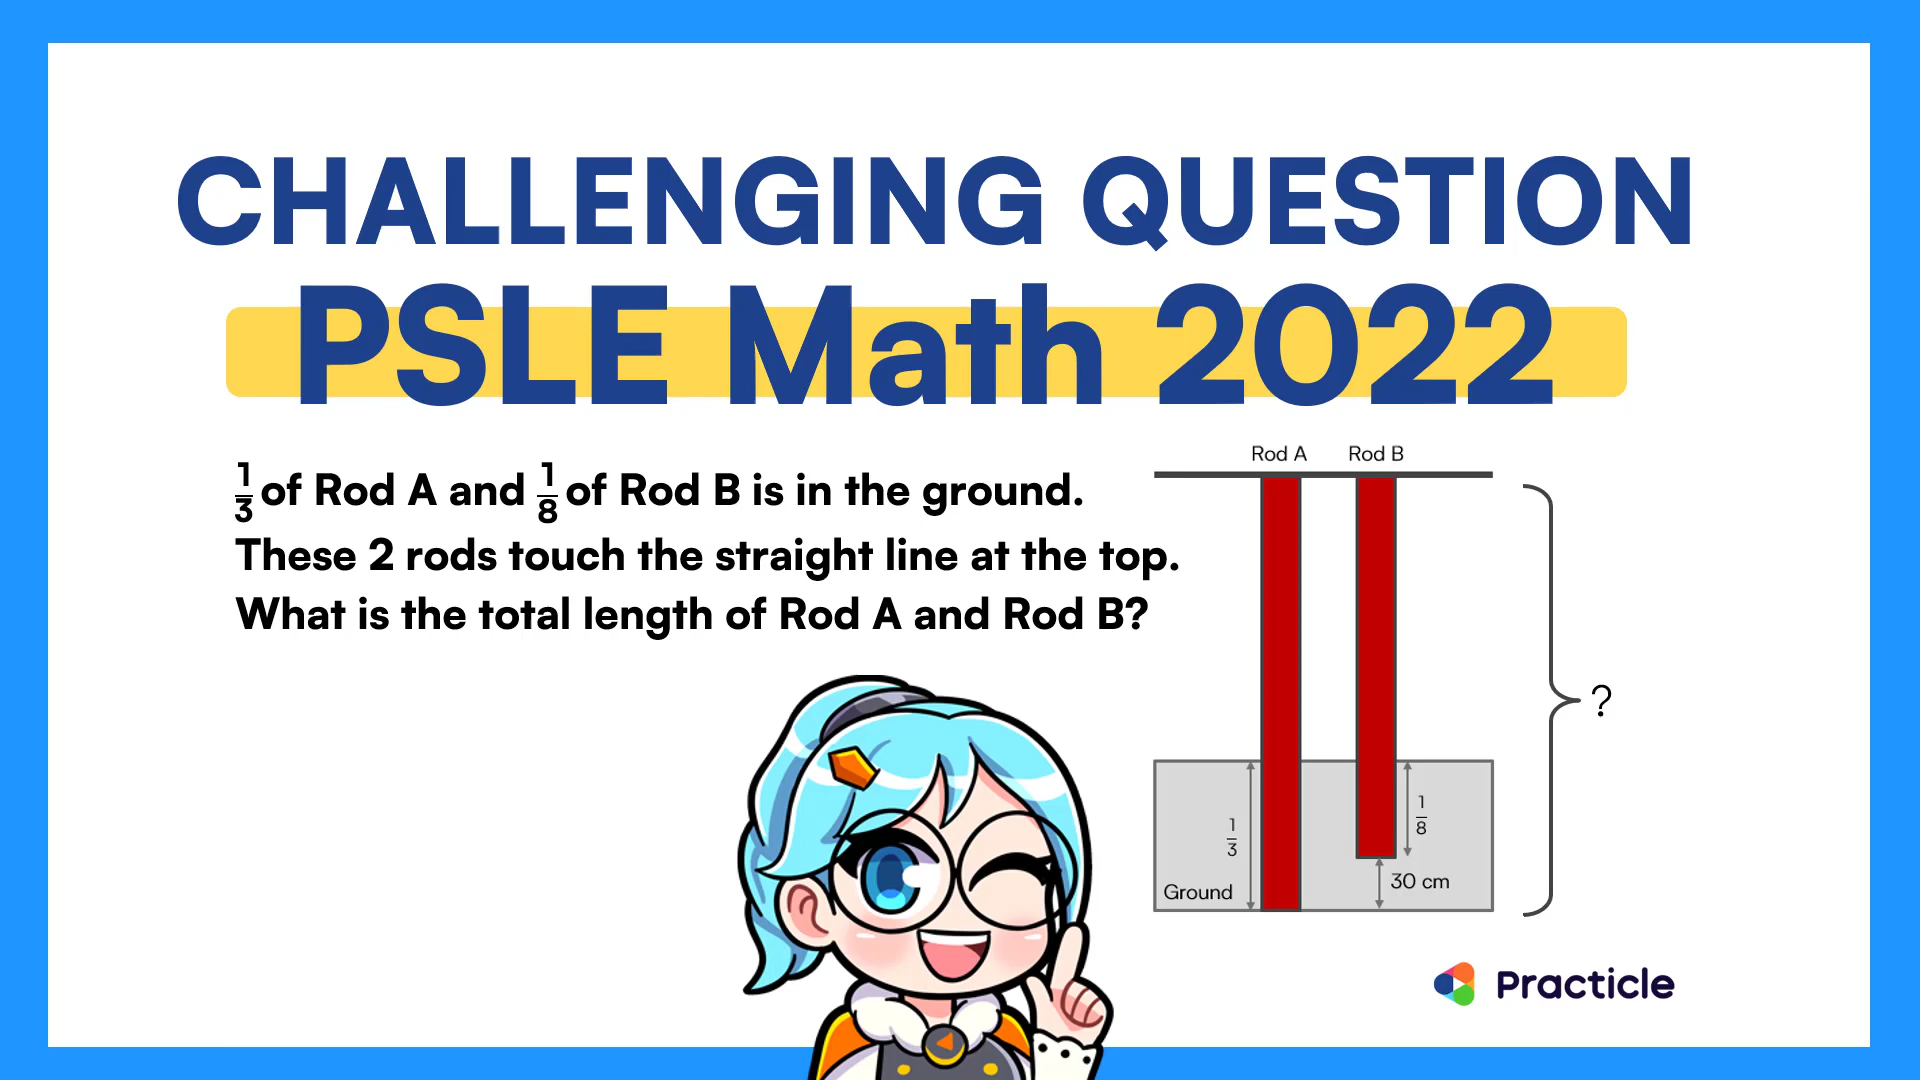 CHALLENGING QUESTION
PSLE Math 2022
1/3 of Rod A and 1/8 of Rod B is in the ground.
These 2 rods touch the straight line at the top.
What is the total length of Rod A and Rod B?
Rod A Rod B
?
1/3
1/8
30 cm
Ground
Practicle